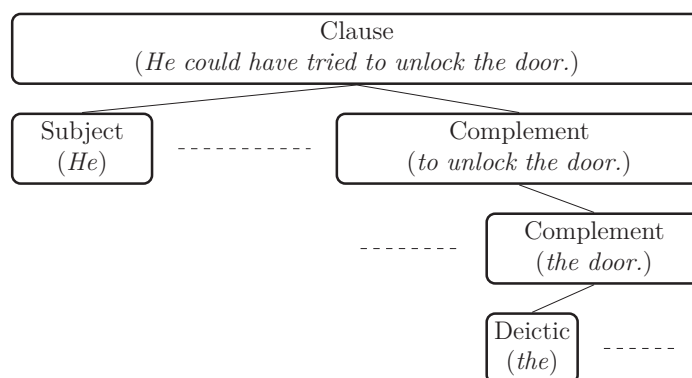 Clause
(He could have tried to unlock the door.)
Subject
(He)
Complement
(to unlock the door.)
Complement
(the door.)
Deictic
(the)